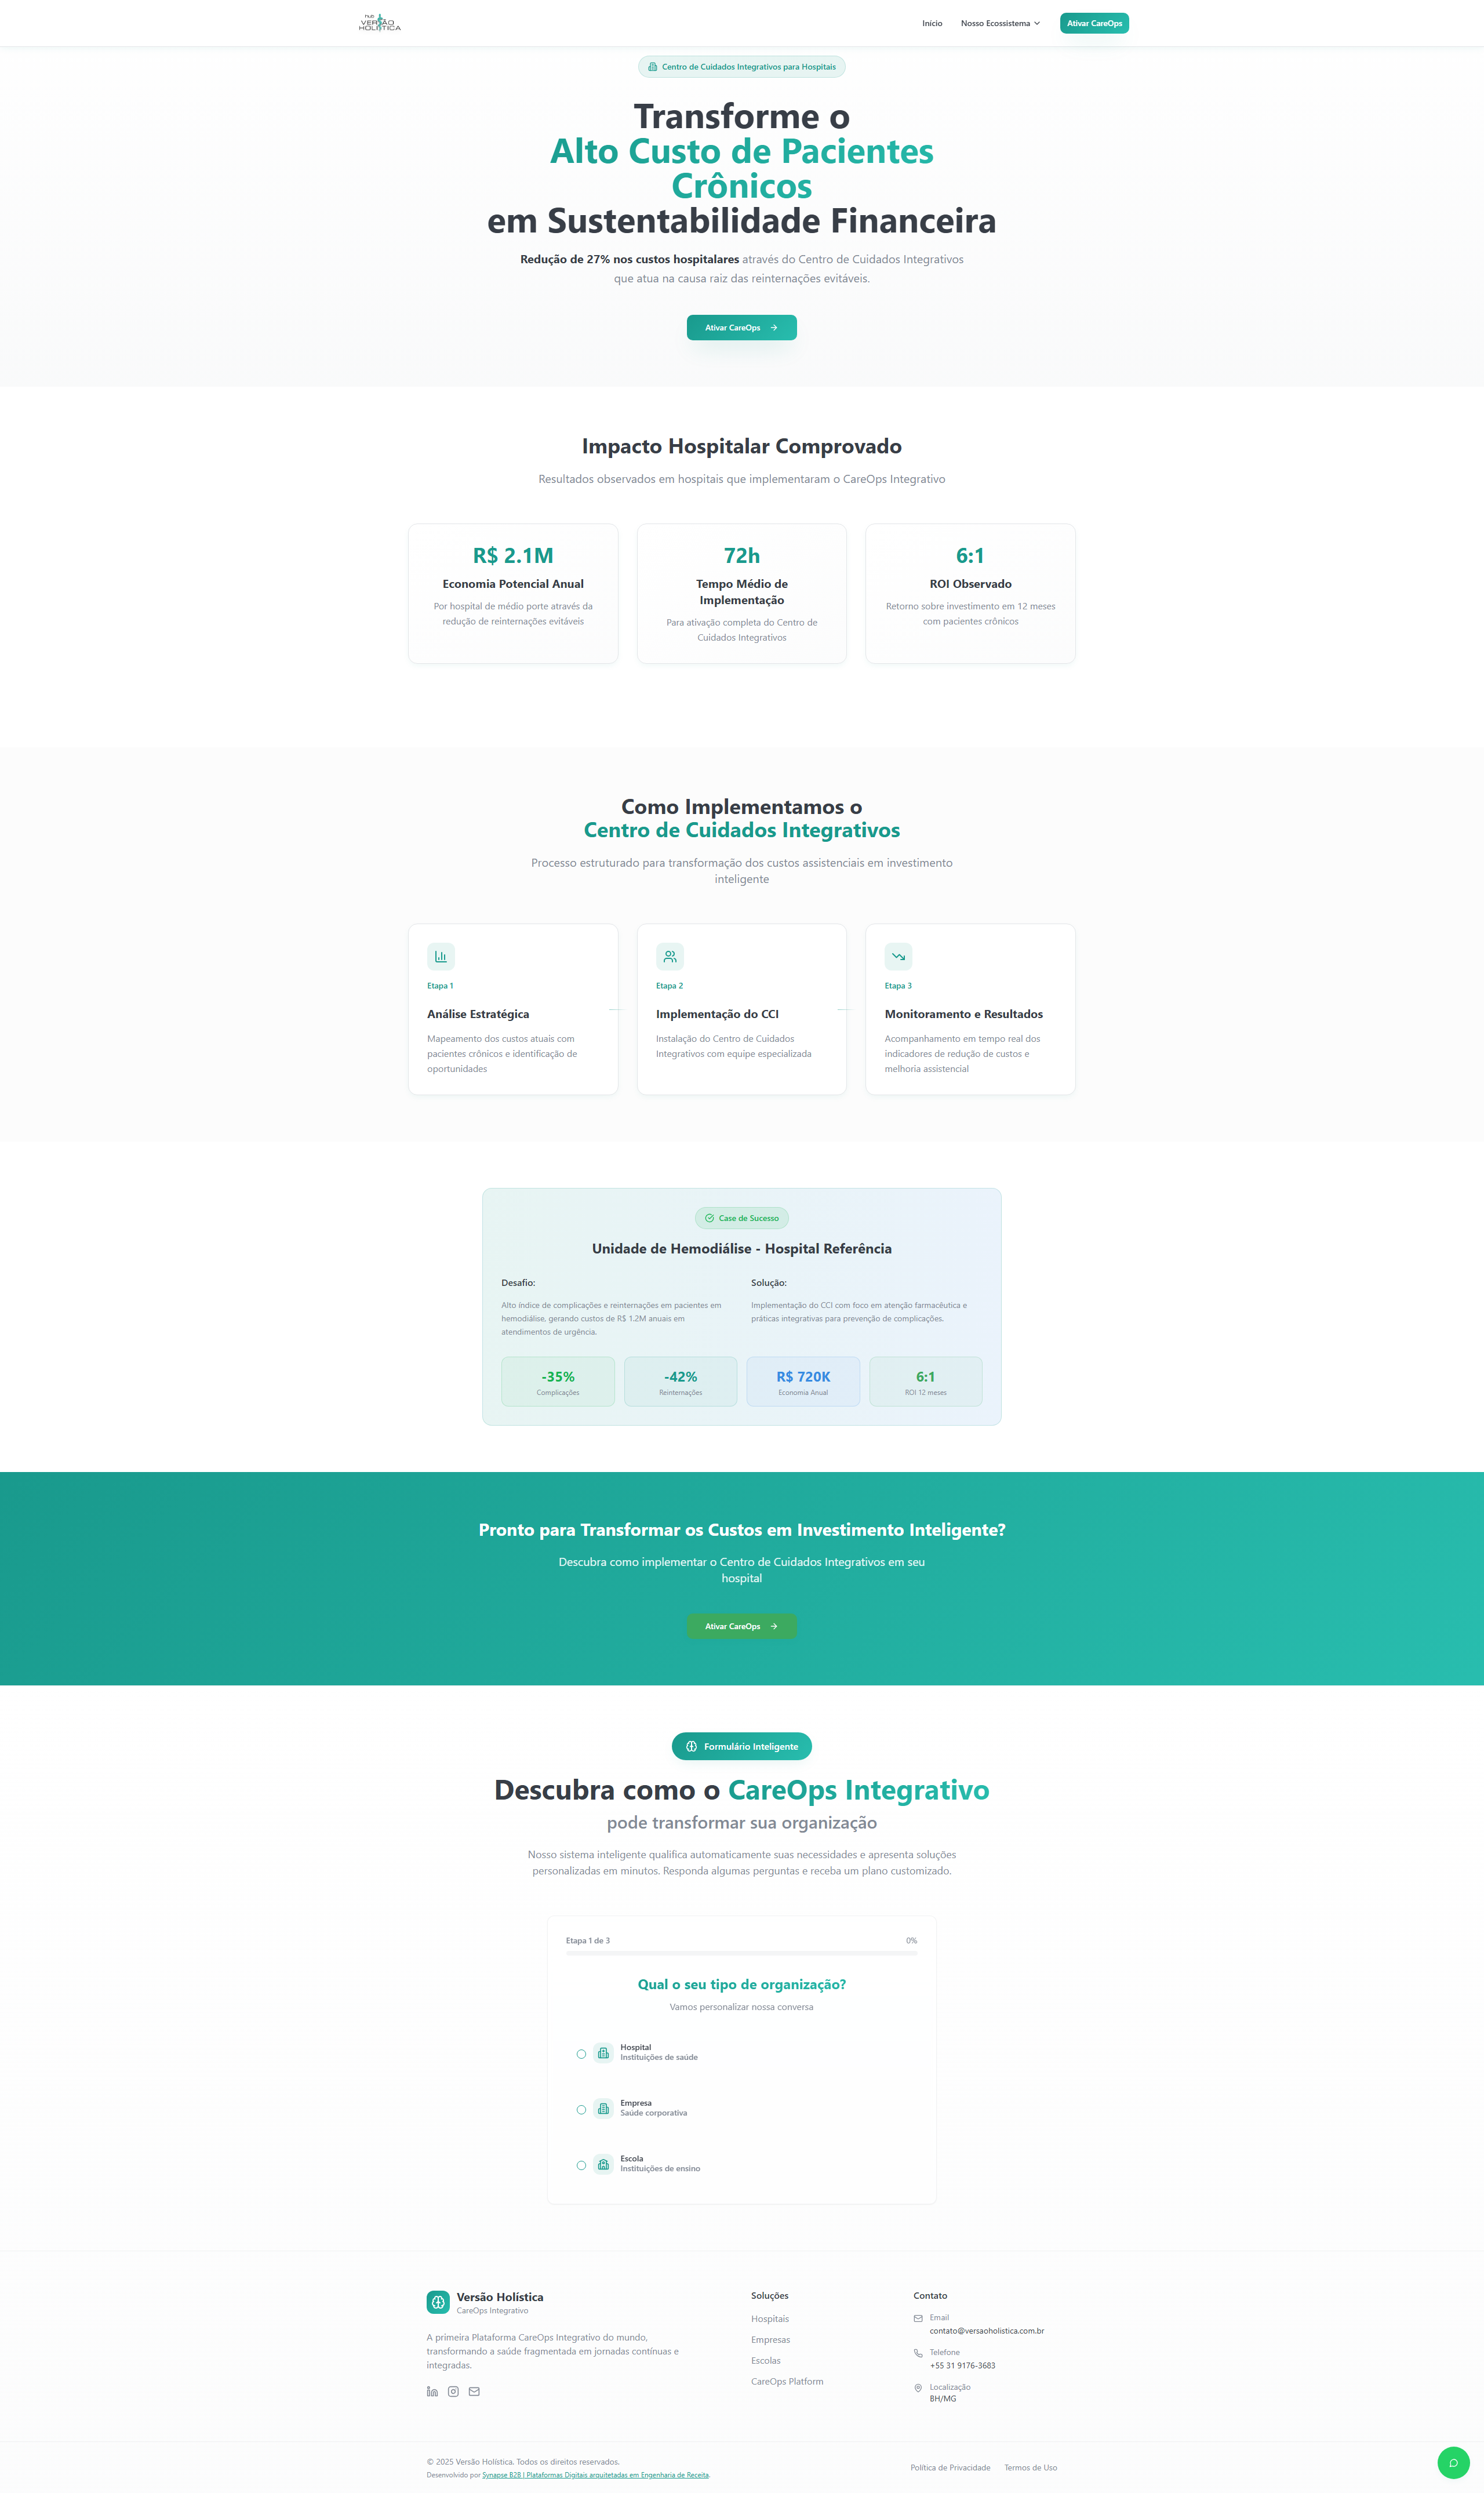 hub
VERSÃO
HOLÍSTICA
Início
Nosso Ecossistema
Ativar CareOps
Centro de Cuidados Integrativos para Hospitais
Transforme o
Alto Custo de Pacientes
Crônicos
em Sustentabilidade Financeira
Redução de 27% nos custos hospitalares através do Centro de Cuidados Integrativos
que atua na causa raiz das reinternações evitáveis.
Ativar CareOps
Impacto Hospitalar Comprovado
Resultados observados em hospitais que implementaram o CareOps Integrativo
R$ 2.1M
Economia Potencial Anual
Por hospital de médio porte através da
redução de reinternações evitáveis
72h
Tempo Médio de
Implementação
Para ativação completa do Centro de
Cuidados Integrativos
6:1
ROI Observado
Retorno sobre investimento em 12 meses
com pacientes crônicos
Como Implementamos o
Centro de Cuidados Integrativos
Processo estruturado para transformação dos custos assistenciais em investimento
inteligente
Etapa 1
Análise Estratégica
Mapeamento dos custos atuais com
pacientes crônicos e identificação de
oportunidades
Etapa 2
Implementação do CCI
Instalação do Centro de Cuidados
Integrativos com equipe especializada
Etapa 3
Monitoramento e Resultados
Acompanhamento em tempo real dos
indicadores de redução de custos e
melhoria assistencial
Case de Sucesso
Unidade de Hemodiálise - Hospital Referência
Desafio:
Alto índice de complicações e reinternações em pacientes em
hemodiálise, gerando custos de R$ 1.2M anuais em
atendimentos de urgência.
Solução:
Implementação do CCI com foco em atenção farmacêutica e
práticas integrativas para prevenção de complicações.
-35%
Complicações
-42%
Reinternações
R$ 720K
Economia Anual
6:1
ROI 12 meses
Pronto para Transformar os Custos em Investimento Inteligente?
Descubra como implementar o Centro de Cuidados Integrativos em seu
hospital
Ativar CareOps
Formulário Inteligente
Descubra como o CareOps Integrativo
pode transformar sua organização
Nosso sistema inteligente qualifica automaticamente suas necessidades e apresenta soluções
personalizadas em minutos. Responda algumas perguntas e receba um plano customizado.
Etapa 1 de 3
0%
Qual o seu tipo de organização?
Vamos personalizar nossa conversa
Hospital
Instituições de saúde
Empresa
Saúde corporativa
Escola
Instituições de ensino
Versão Holística
CareOps Integrativo
A primeira Plataforma CareOps Integrativo do mundo,
transformando a saúde fragmentada em jornadas contínuas e
integradas.
Soluções
Hospitais
Empresas
Escolas
CareOps Platform
Contato
Email
contato@versaoholistica.com.br
Telefone
+55 31 9176-3683
Localização
BH/MG
© 2025 Versão Holística. Todos os direitos reservados.
Desenvolvido por Synapse B2B | Plataformas Digitais arquitetadas em Engenharia de Receita.
Política de Privacidade
Termos de Uso